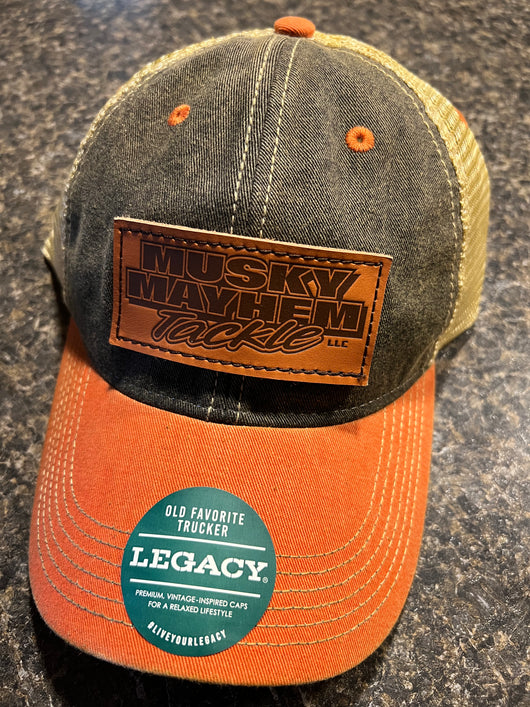 MUSKY
MAYHEM
Tackle LLC
OLD FAVORITE
TRUCKER
LEGACY®
PREMIUM, VINTAGE-INSPIRED CAPS
FOR A RELAXED LIFESTYLE
#LIVEYOURLEGACY